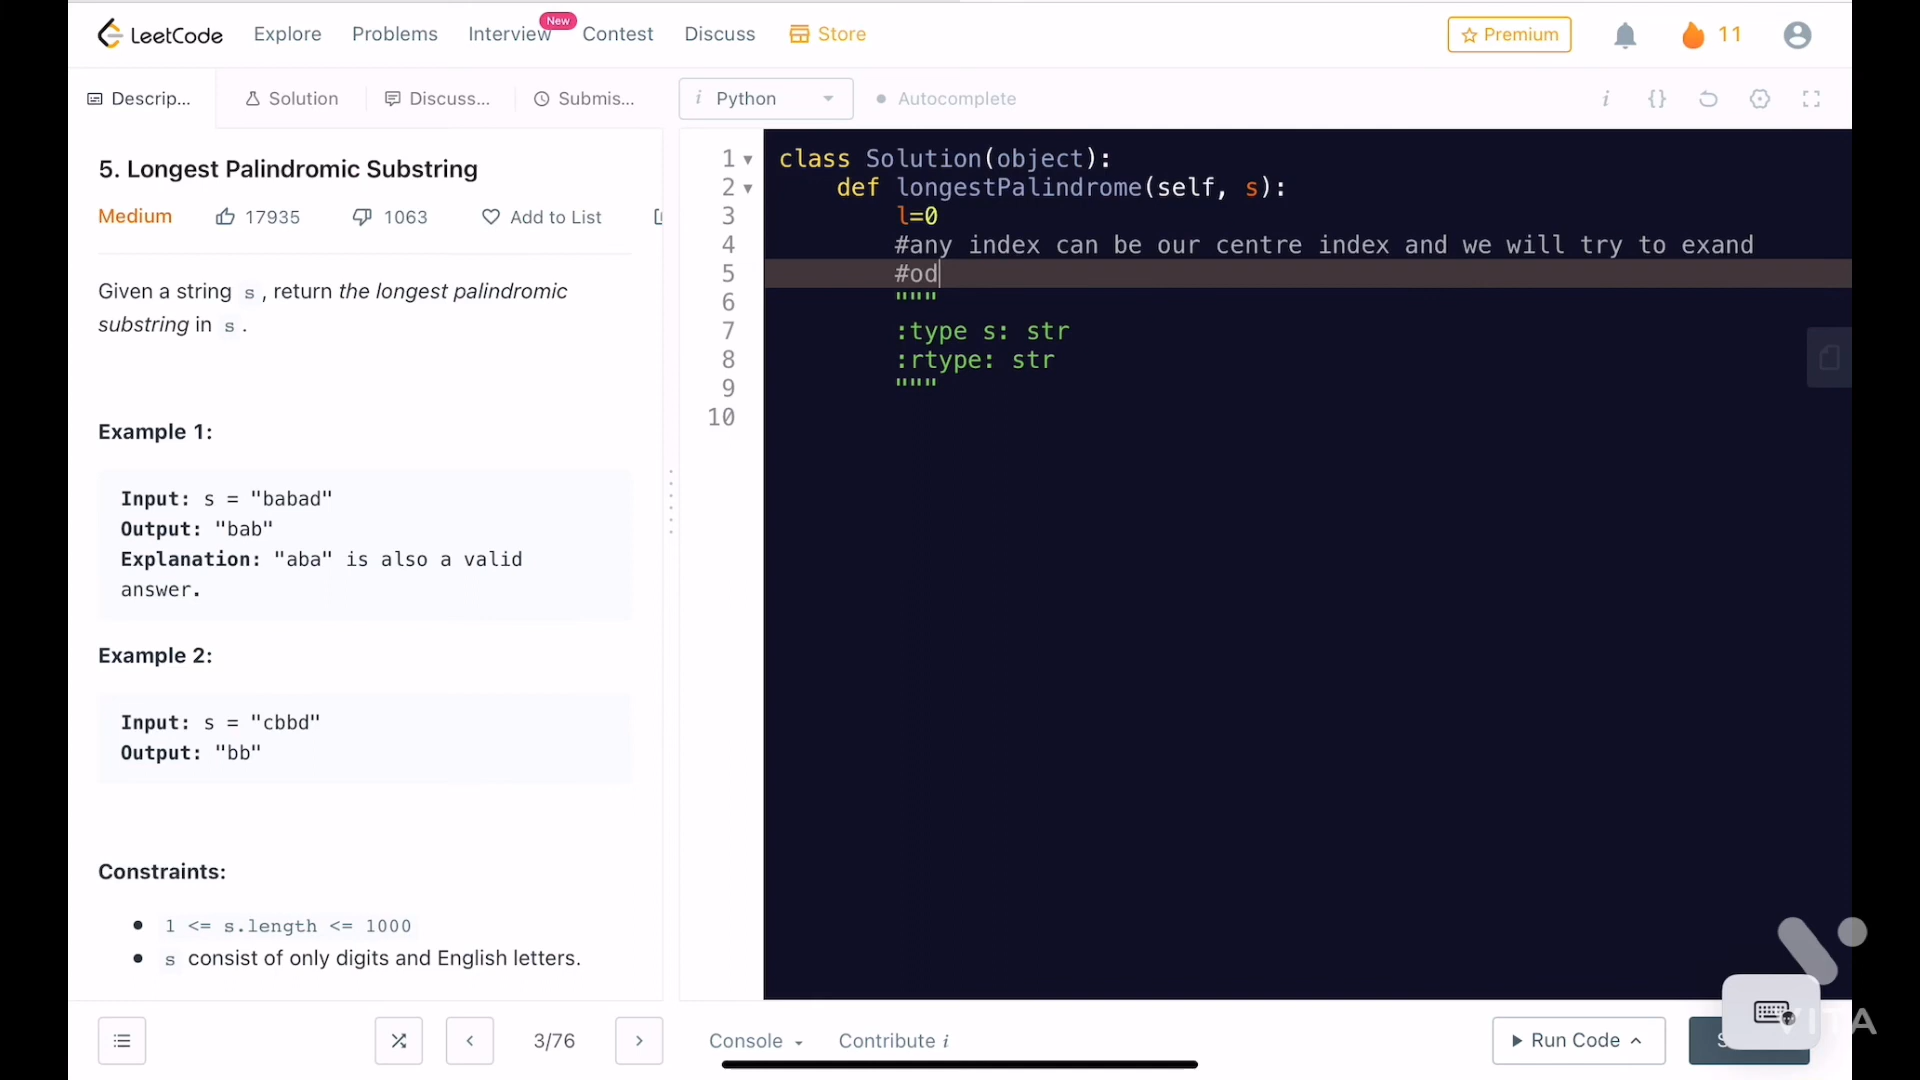 LeetCode Explore Problems Interview New Contest Discuss Store Premium 11
Descrip... Solution Discuss... Submis... i Python Autocomplete i {}
5. Longest Palindromic Substring
Medium 17935 1063 Add to List
Given a string s , return the longest palindromic
substring in s .
Example 1:
Input: s = "babad"
Output: "bab"
Explanation: "aba" is also a valid
answer.
Example 2:
Input: s = "cbbd"
Output: "bb"
Constraints:
1 <= s.length <= 1000
s consist of only digits and English letters.
1 class Solution(object):
2 def longestPalindrome(self, s):
3 l=0
4 #any index can be our centre index and we will try to exand
5 #od
6 """
7 :type s: str
8 :rtype: str
9 """
10
3/76 Console Contribute i Run Code
VITA